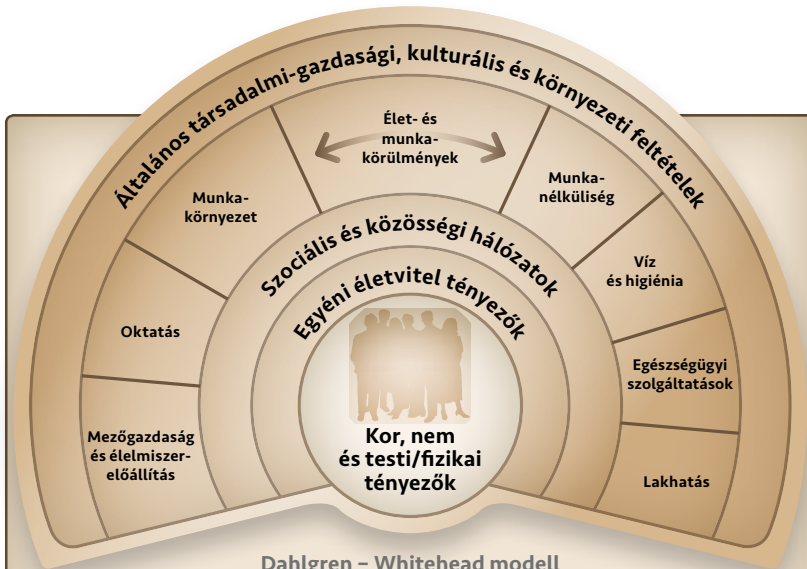 Általános társadalmi-gazdasági, kulturális és környezeti feltételek
Élet- és
munka-
körülmények
Munka-
környezet
Munka-
nélküliség
Szociális és közösségi hálózatok
Víz
és higiénia
Egyéni életvitel tényezők
Oktatás
Egészségügyi
szolgáltatások
Mezőgazdaság
és élelmiszer-
előállítás
Kor, nem
és testi/fizikai
tényezők
Lakhatás
Dahlgren – Whitehead modell